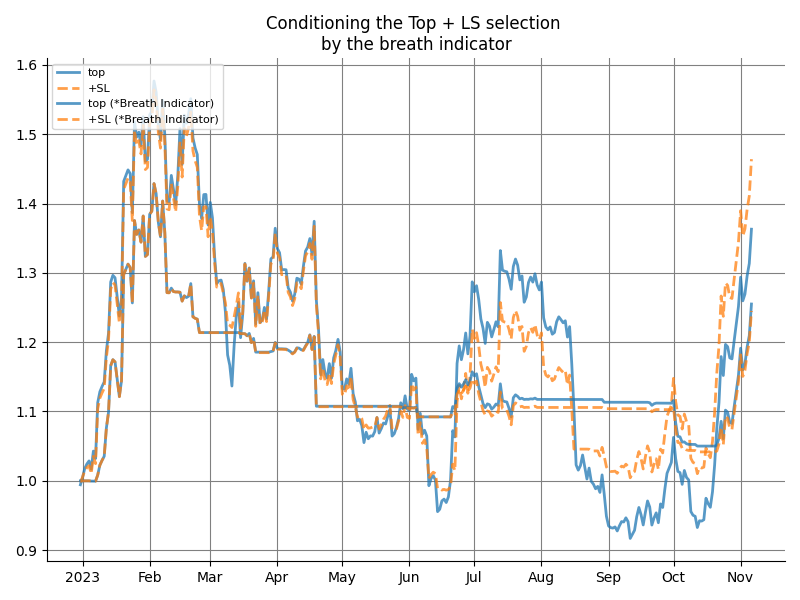 Conditioning the Top + LS selection
by the breath indicator
top
+SL
top (*Breath Indicator)
+SL (*Breath Indicator)
1.6
1.5
1.4
1.3
1.2
1.1
1.0
0.9
2023 Feb Mar Apr May Jun Jul Aug Sep Oct Nov